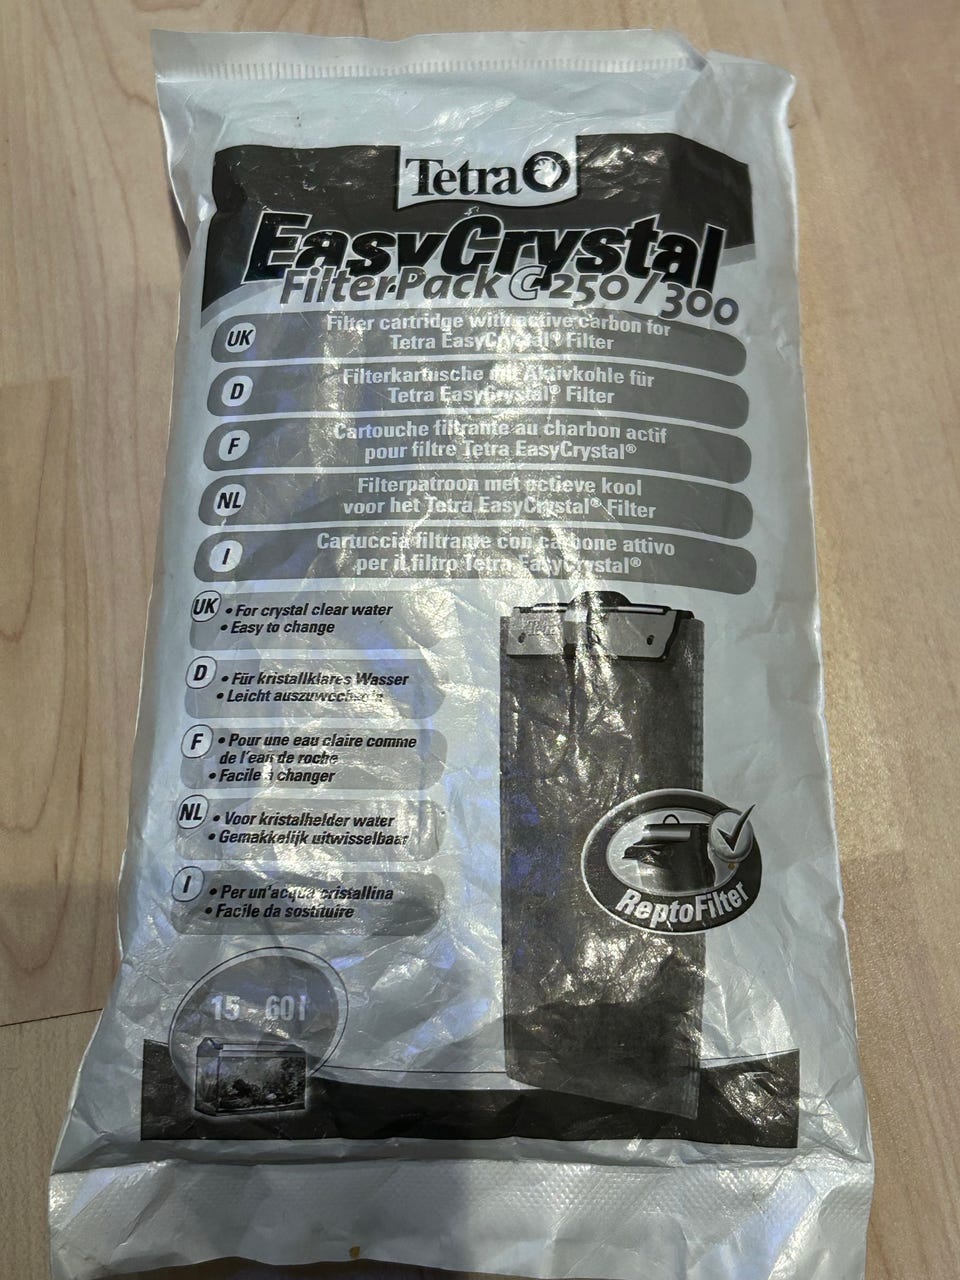 Tetra
EasyCrystal
FilterPack C 250/300
UK
Filter cartridge with active carbon for
Tetra EasyCrystal® Filter
D
Filterkartusche mit Aktivkohle für
Tetra EasyCrystal® Filter
F
Cartouche filtrante au charbon actif
pour filtre Tetra EasyCrystal®
NL
Filterpatroon met actieve kool
voor het Tetra EasyCrystal® Filter
I
Cartuccia filtrante con carbone attivo
per il filtro Tetra EasyCrystal®
UK
• For crystal clear water
• Easy to change
D
• Für kristallklares Wasser
• Leicht auszuwechseln
F
• Pour une eau claire comme
de l'eau de roche
• Facile à changer
NL
• Voor kristalhelder water
• Gemakkelijk uitwisselbaar
I
• Per un'acqua cristallina
• Facile da sostituire
Tetra
ReptoFilter
15 - 60 l